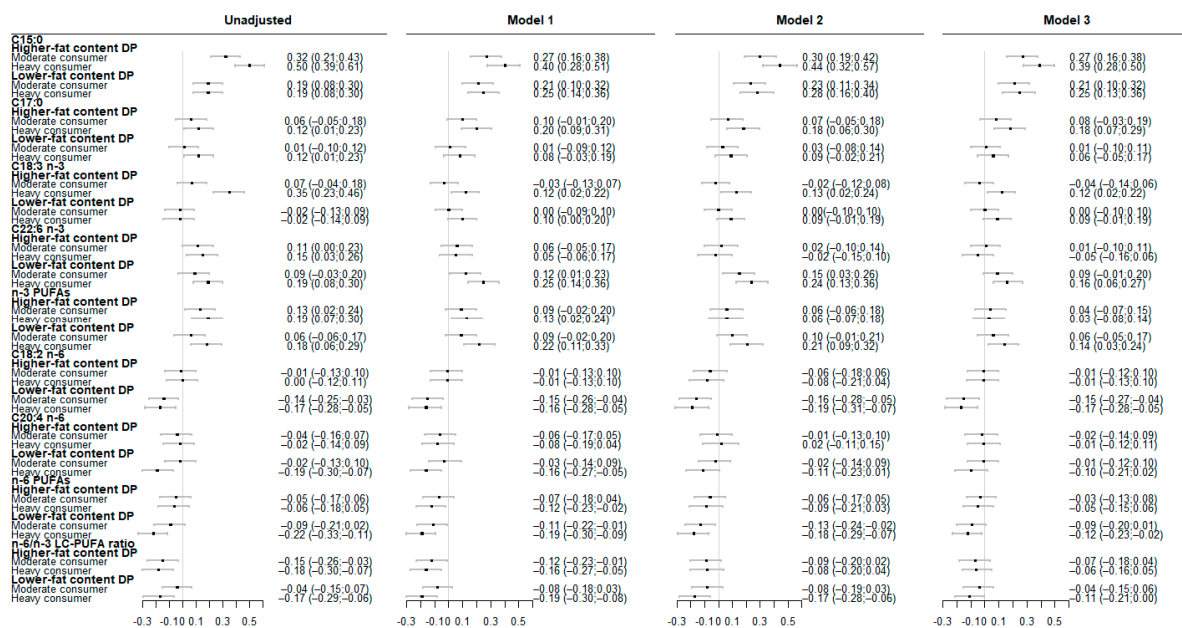 Unadjusted Model 1 Model 2 Model 3
C15:0
Higher-fat content DP
Moderate consumer 0.32 (0.21;0.43) 0.27 (0.16;0.38) 0.30 (0.19;0.42) 0.27 (0.16;0.38)
Heavy consumer 0.50 (0.39;0.61) 0.40 (0.28;0.51) 0.44 (0.32;0.57) 0.39 (0.28;0.50)
Lower-fat content DP
Moderate consumer 0.19 (0.08;0.30) 0.21 (0.10;0.32) 0.23 (0.11;0.34) 0.21 (0.10;0.32)
Heavy consumer 0.19 (0.08;0.30) 0.25 (0.14;0.36) 0.28 (0.16;0.40) 0.25 (0.13;0.36)
C17:0
Higher-fat content DP
Moderate consumer 0.06 (−0.05;0.18) 0.10 (−0.01;0.20) 0.07 (−0.05;0.18) 0.08 (−0.03;0.19)
Heavy consumer 0.12 (0.01;0.23) 0.20 (0.09;0.31) 0.18 (0.06;0.30) 0.18 (0.07;0.29)
Lower-fat content DP
Moderate consumer 0.01 (−0.10;0.12) 0.01 (−0.09;0.12) 0.03 (−0.08;0.14) 0.01 (−0.10;0.11)
Heavy consumer 0.12 (0.01;0.23) 0.08 (−0.03;0.19) 0.09 (−0.02;0.21) 0.06 (−0.05;0.17)
C18:3 n-3
Higher-fat content DP
Moderate consumer 0.07 (−0.04;0.18) −0.03 (−0.13;0.07) −0.02 (−0.12;0.08) −0.04 (−0.14;0.06)
Heavy consumer 0.35 (0.23;0.46) 0.12 (0.02;0.22) 0.13 (0.02;0.24) 0.12 (0.02;0.22)
Lower-fat content DP
Moderate consumer −0.02 (−0.13;0.09) 0.00 (−0.09;0.10) 0.00(−0.10;0.10) 0.00 (−0.10;0.10)
Heavy consumer −0.02 (−0.14;0.09) 0.10 (0.00;0.20) 0.09 (−0.01;0.19) 0.09 (−0.01;0.19)
C22:6 n-3
Higher-fat content DP
Moderate consumer 0.11 (0.00;0.23) 0.06 (−0.05;0.17) 0.02 (−0.10;0.14) 0.01 (−0.10;0.11)
Heavy consumer 0.15 (0.03;0.26) 0.05 (−0.06;0.17) −0.02 (−0.15;0.10) −0.05 (−0.16;0.06)
Lower-fat content DP
Moderate consumer 0.09 (−0.03;0.20) 0.12 (0.01;0.23) 0.15 (0.03;0.26) 0.09 (−0.01;0.20)
Heavy consumer 0.19 (0.08;0.30) 0.25 (0.14;0.36) 0.24 (0.13;0.36) 0.16 (0.06;0.27)
n-3 PUFAs
Higher-fat content DP
Moderate consumer 0.13 (0.02;0.24) 0.09 (−0.02;0.20) 0.06 (−0.06;0.18) 0.04 (−0.07;0.15)
Heavy consumer 0.19 (0.07;0.30) 0.13 (0.02;0.24) 0.06 (−0.07;0.18) 0.03 (−0.08;0.14)
Lower-fat content DP
Moderate consumer 0.06 (−0.06;0.17) 0.09 (−0.02;0.20) 0.10 (−0.01;0.21) 0.06 (−0.05;0.17)
Heavy consumer 0.18 (0.06;0.29) 0.22 (0.11;0.33) 0.21 (0.09;0.32) 0.14 (0.03;0.24)
C18:2 n-6
Higher-fat content DP
Moderate consumer −0.01 (−0.13;0.10) −0.01 (−0.13;0.10) −0.06 (−0.18;0.06) −0.01 (−0.12;0.10)
Heavy consumer 0.00 (−0.12;0.11) −0.01 (−0.13;0.10) −0.08 (−0.21;0.04) −0.01 (−0.13;0.10)
Lower-fat content DP
Moderate consumer −0.14 (−0.25;−0.03) −0.15 (−0.26;−0.04) −0.16 (−0.28;−0.05) −0.15 (−0.27;−0.04)
Heavy consumer −0.17 (−0.28;−0.05) −0.16 (−0.28;−0.05) −0.19 (−0.31;−0.07) −0.17 (−0.28;−0.05)
C20:4 n-6
Higher-fat content DP
Moderate consumer −0.04 (−0.16;0.07) −0.06 (−0.17;0.05) −0.01 (−0.13;0.10) −0.02 (−0.14;0.09)
Heavy consumer −0.02 (−0.14;0.09) −0.08 (−0.19;0.04) 0.02 (−0.11;0.15) −0.01 (−0.12;0.11)
Lower-fat content DP
Moderate consumer −0.02 (−0.13;0.10) −0.03 (−0.14;0.09) −0.02 (−0.14;0.09) −0.01 (−0.12;0.10)
Heavy consumer −0.19 (−0.30;−0.07) −0.16 (−0.27;−0.05) −0.11 (−0.23;0.01) −0.10 (−0.21;0.02)
n-6 PUFAs
Higher-fat content DP
Moderate consumer −0.05 (−0.17;0.06) −0.07 (−0.18;0.04) −0.06 (−0.17;0.05) −0.03 (−0.13;0.08)
Heavy consumer −0.06 (−0.18;0.05) −0.12 (−0.23;−0.02) −0.09 (−0.21;0.03) −0.05 (−0.15;0.06)
Lower-fat content DP
Moderate consumer −0.09 (−0.21;0.02) −0.11 (−0.22;−0.01) −0.13 (−0.24;−0.02) −0.09 (−0.20;0.01)
Heavy consumer −0.22 (−0.33;−0.11) −0.19 (−0.30;−0.09) −0.18 (−0.29;−0.07) −0.12 (−0.23;−0.02)
n-6/n-3 LC-PUFA ratio
Higher-fat content DP
Moderate consumer −0.15 (−0.26;−0.03) −0.12 (−0.23;−0.01) −0.09 (−0.20;0.02) −0.07 (−0.18;0.04)
Heavy consumer −0.18 (−0.30;−0.07) −0.16 (−0.27;−0.05) −0.08 (−0.20;0.04) −0.06 (−0.16;0.05)
Lower-fat content DP
Moderate consumer −0.04 (−0.15;0.07) −0.08 (−0.18;0.03) −0.08 (−0.19;0.03) −0.04 (−0.15;0.06)
Heavy consumer −0.17 (−0.29;−0.06) −0.19 (−0.30;−0.08) −0.17 (−0.28;−0.06) −0.11 (−0.21;0.00)
-0.3 -0.1 0.1 0.3 0.5 -0.3 -0.1 0.1 0.3 0.5 -0.3 -0.1 0.1 0.3 0.5 -0.3 -0.1 0.1 0.3 0.5